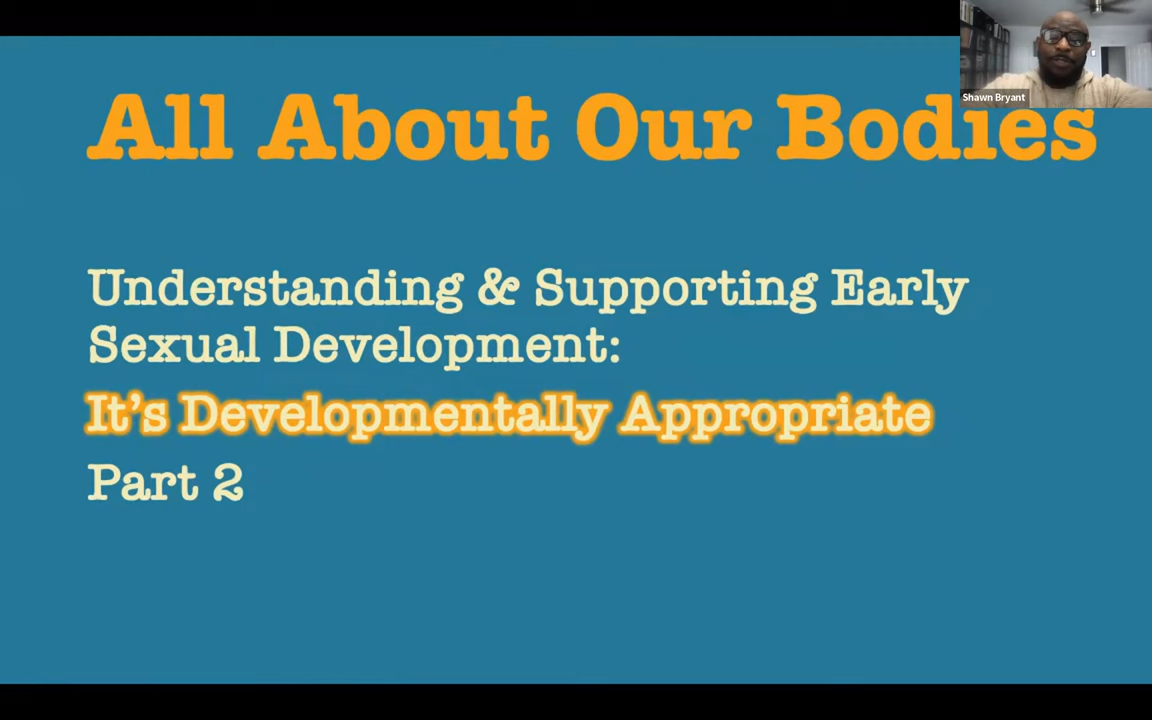 Shawn Bryant
All About Our Bodies
Understanding & Supporting Early
Sexual Development:
It's Developmentally Appropriate
Part 2